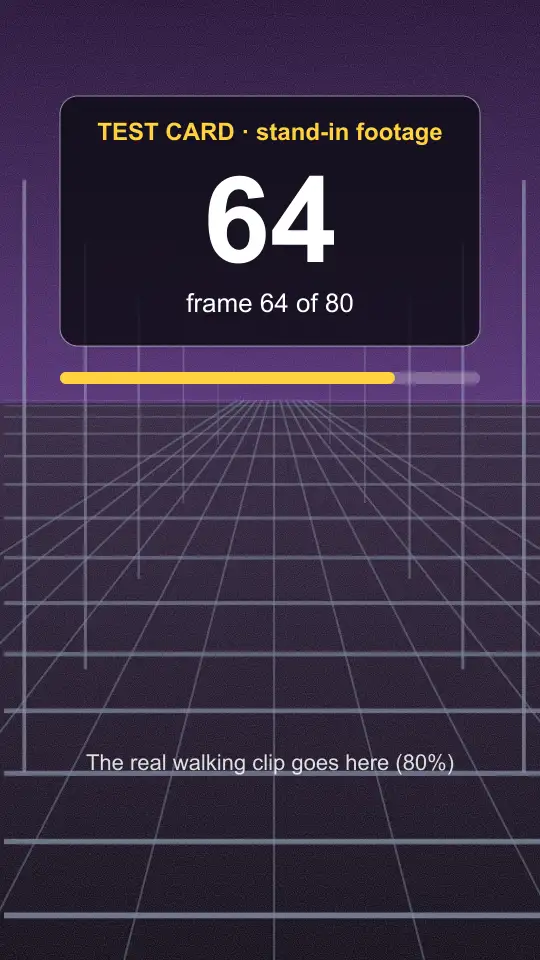 TEST CARD · stand-in footage
64
frame 64 of 80
The real walking clip goes here (80%)